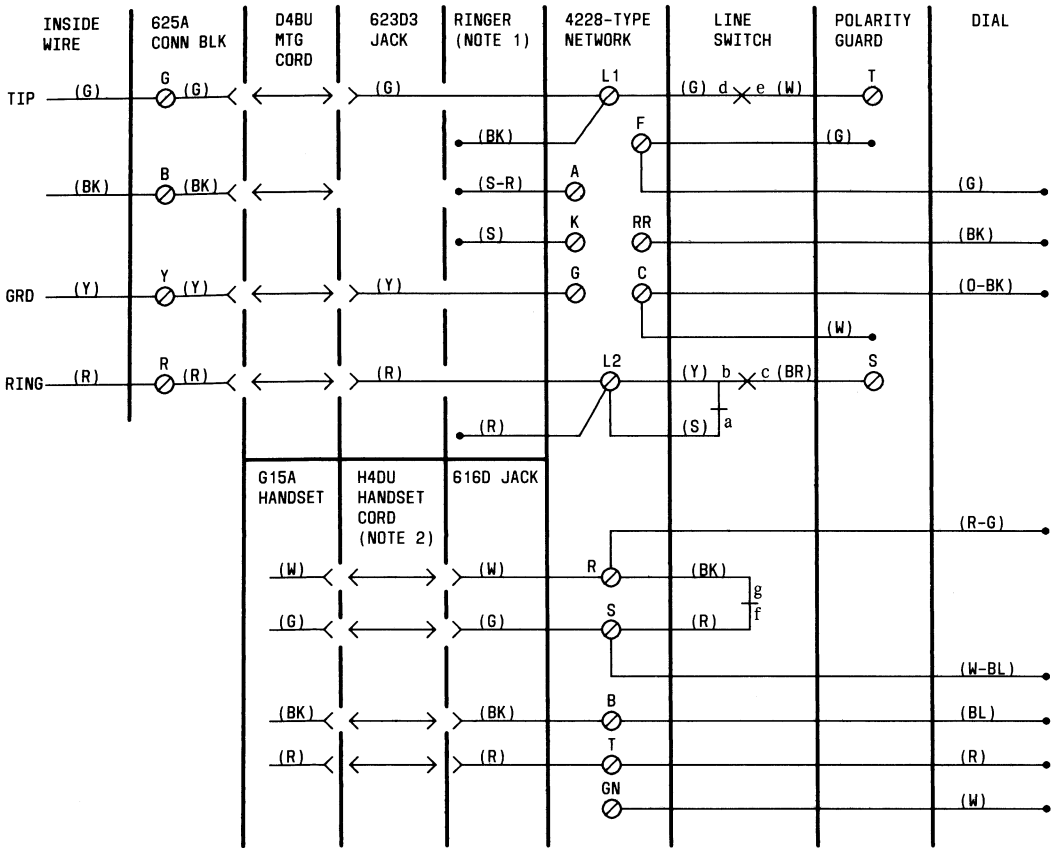 INSIDE WIRE
625A CONN BLK
D4BU MTG CORD
623D3 JACK
RINGER (NOTE 1)
4228-TYPE NETWORK
LINE SWITCH
POLARITY GUARD
DIAL
TIP (G) G (G) (G) L1 (G) d e (W) T
(BK) F (G)
(BK) B (BK) (S-R) A (G)
(S) K RR (BK)
GRD (Y) Y (Y) (Y) G C (O-BK)
(W)
RING (R) R (R) (R) L2 (Y) b c (BR) S
(R) (S) a
G15A HANDSET
H4DU HANDSET CORD (NOTE 2)
616D JACK
(R-G)
(W) (W) R (BK)
g
f
(G) (G) S (R)
(W-BL)
(BK) (BK) B (BL)
(R) (R) T (R)
GN (W)